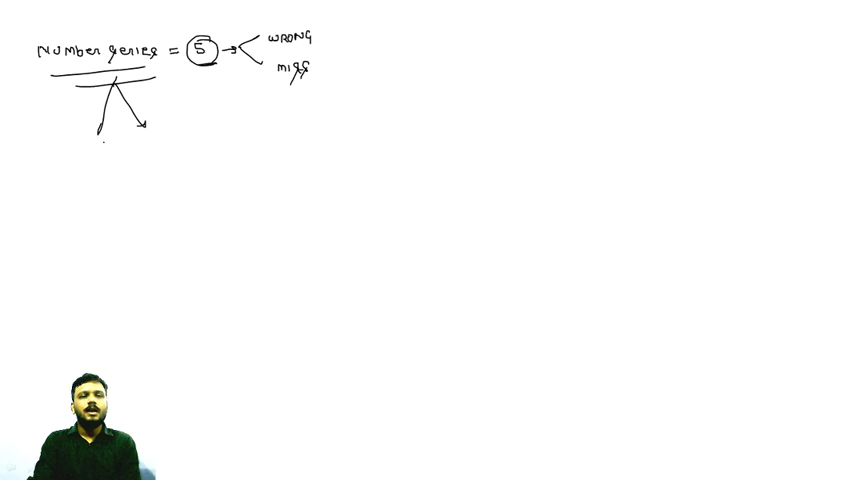 Number series = 5 → WRONG
miss